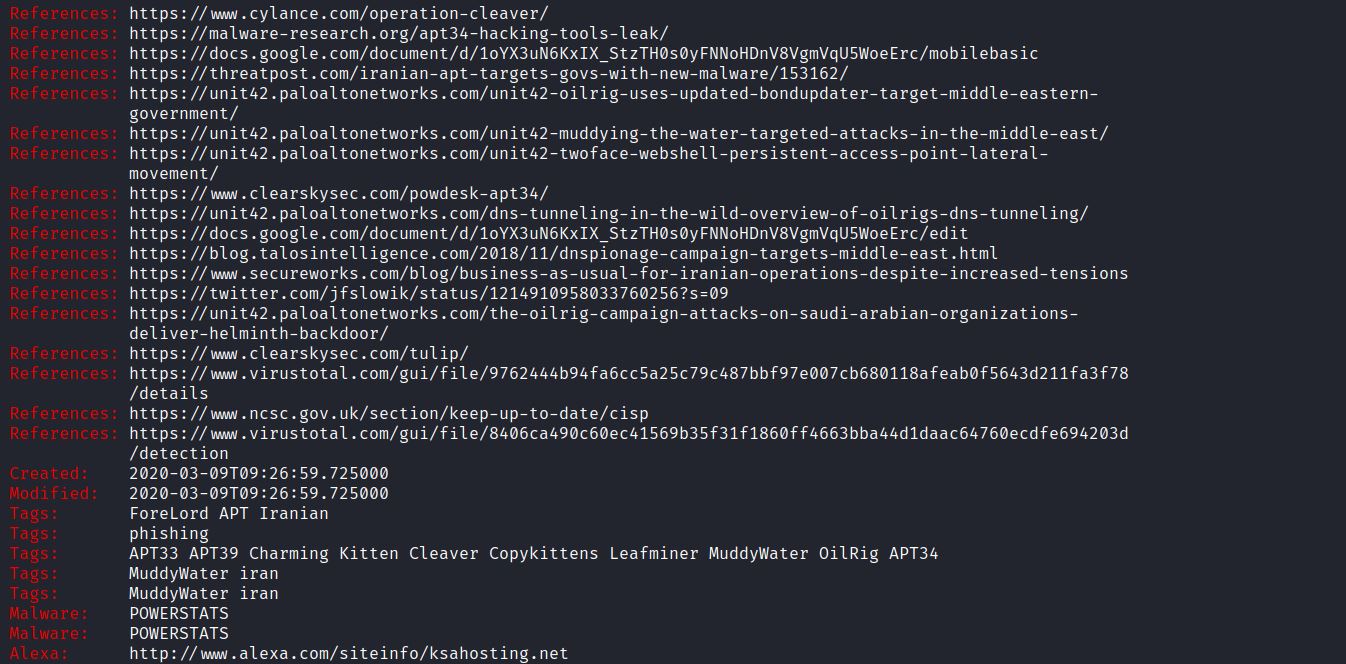 References: https://www.cylance.com/operation-cleaver/
References: https://malware-research.org/apt34-hacking-tools-leak/
References: https://docs.google.com/document/d/1oYX3uN6KxIX_StzTH0s0yFNNoHDnV8VgmVqU5WoeErc/mobilebasic
References: https://threatpost.com/iranian-apt-targets-govs-with-new-malware/153162/
References: https://unit42.paloaltonetworks.com/unit42-oilrig-uses-updated-bondupdater-target-middle-eastern-
government/
References: https://unit42.paloaltonetworks.com/unit42-muddying-the-water-targeted-attacks-in-the-middle-east/
References: https://unit42.paloaltonetworks.com/unit42-twoface-webshell-persistent-access-point-lateral-
movement/
References: https://www.clearskysec.com/powdesk-apt34/
References: https://unit42.paloaltonetworks.com/dns-tunneling-in-the-wild-overview-of-oilrigs-dns-tunneling/
References: https://docs.google.com/document/d/1oYX3uN6KxIX_StzTH0s0yFNNoHDnV8VgmVqU5WoeErc/edit
References: https://blog.talosintelligence.com/2018/11/dnspionage-campaign-targets-middle-east.html
References: https://www.secureworks.com/blog/business-as-usual-for-iranian-operations-despite-increased-tensions
References: https://twitter.com/jfslowik/status/1214910958033760256?s=09
References: https://unit42.paloaltonetworks.com/the-oilrig-campaign-attacks-on-saudi-arabian-organizations-
deliver-helminth-backdoor/
References: https://www.clearskysec.com/tulip/
References: https://www.virustotal.com/gui/file/9762444b94fa6cc5a25c79c487bbf97e007cb680118afeab0f5643d211fa3f78
/details
References: https://www.ncsc.gov.uk/section/keep-up-to-date/cisp
References: https://www.virustotal.com/gui/file/8406ca490c60ec41569b35f31f1860ff4663bba44d1daac64760ecdfe694203d
/detection
Created: 2020-03-09T09:26:59.725000
Modified: 2020-03-09T09:26:59.725000
Tags: ForeLord APT Iranian
Tags: phishing
Tags: APT33 APT39 Charming Kitten Cleaver Copykittens Leafminer MuddyWater OilRig APT34
Tags: MuddyWater iran
Tags: MuddyWater iran
Malware: POWERSTATS
Malware: POWERSTATS
Alexa: http://www.alexa.com/siteinfo/ksahosting.net